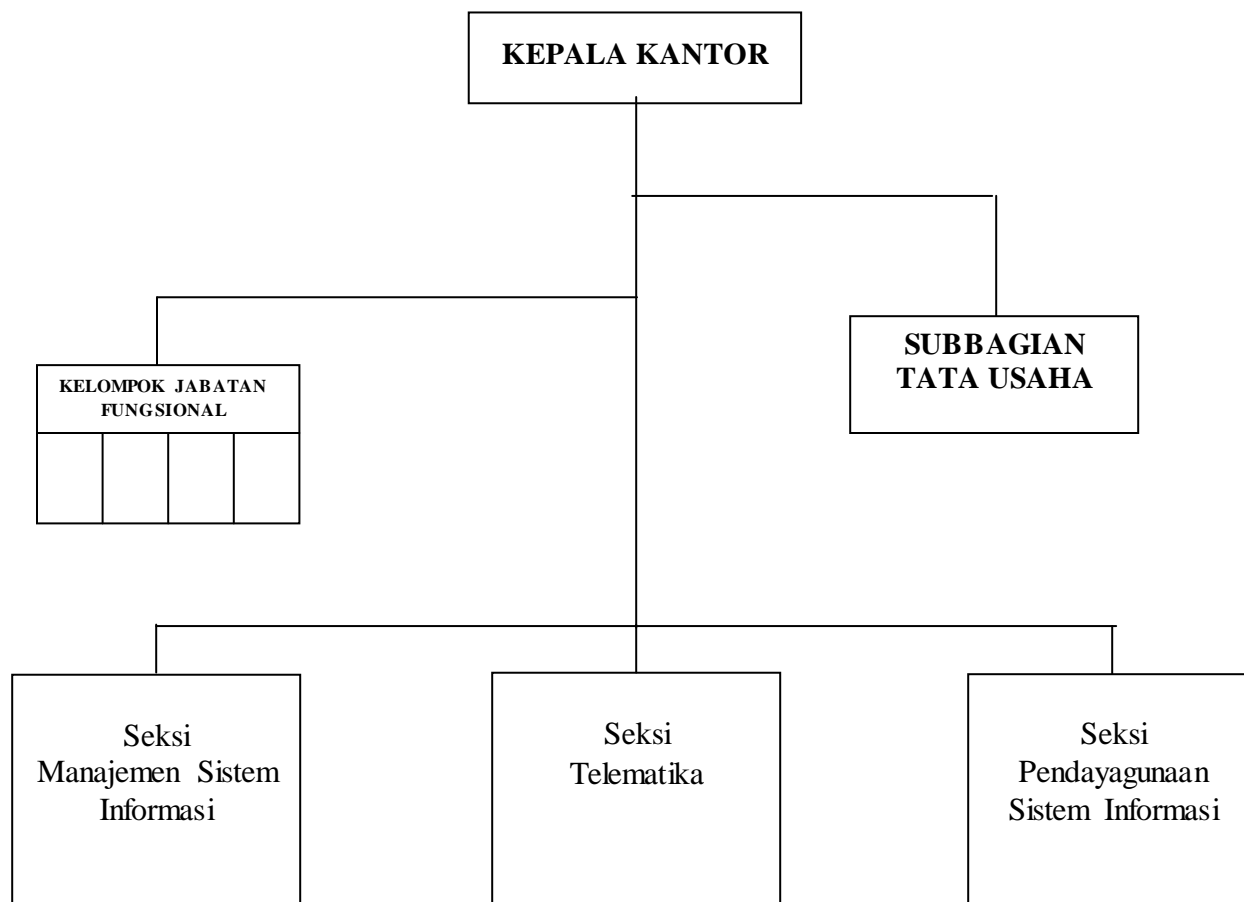 KEPALA KANTOR
SUBBAGIAN
TATA USAHA
KELOMPOK JABATAN
FUNGSIONAL
Seksi
Manajemen Sistem
Informasi
Seksi
Telematika
Seksi
Pendayagunaan
Sistem Informasi